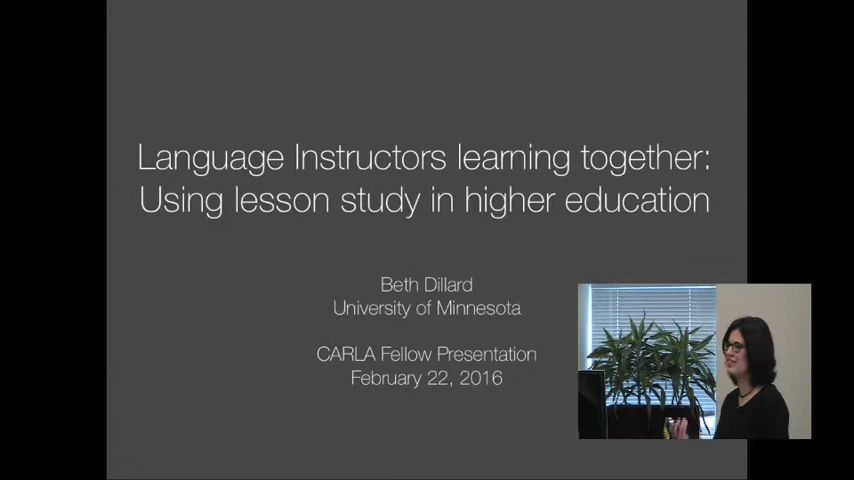 Language Instructors learning together:
Using lesson study in higher education
Beth Dillard
University of Minnesota
CARLA Fellow Presentation
February 22, 2016